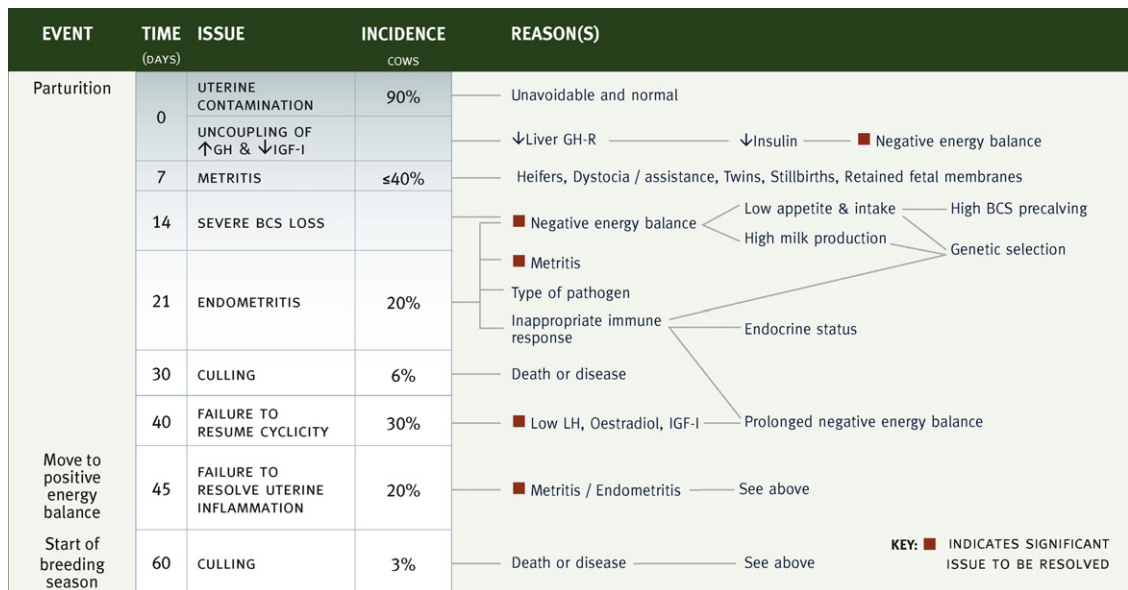 EVENT TIME ISSUE INCIDENCE REASON(S)
(DAYS) COWS
Parturition
0
UTERINE
CONTAMINATION
90%
Unavoidable and normal
UNCOUPLING OF
↑GH & ↓IGF-I
↓Liver GH-R
↓Insulin
Negative energy balance
7
METRITIS
≤40%
Heifers, Dystocia / assistance, Twins, Stillbirths, Retained fetal membranes
14
SEVERE BCS LOSS
Negative energy balance
Low appetite & intake
High BCS precalving
High milk production
Genetic selection
21
ENDOMETRITIS
20%
Metritis
Type of pathogen
Inappropriate immune
response
Endocrine status
30
CULLING
6%
Death or disease
40
FAILURE TO
RESUME CYCLICITY
30%
Low LH, Oestradiol, IGF-I
Prolonged negative energy balance
Move to
positive
energy
balance
45
FAILURE TO
RESOLVE UTERINE
INFLAMMATION
20%
Metritis / Endometritis
See above
Start of
breeding
season
60
CULLING
3%
Death or disease
See above
KEY: INDICATES SIGNIFICANT
ISSUE TO BE RESOLVED